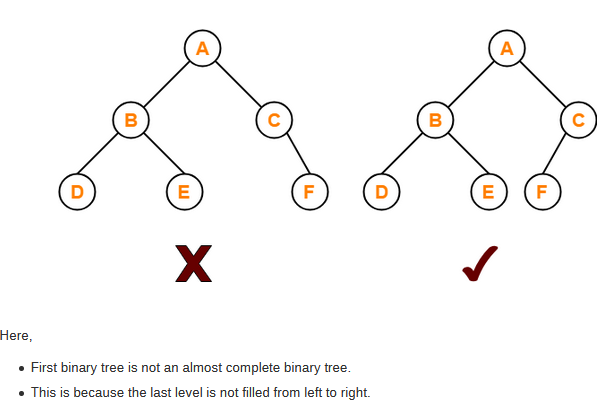 A A
B C B C
D E F D E F
Here,
First binary tree is not an almost complete binary tree.
This is because the last level is not filled from left to right.